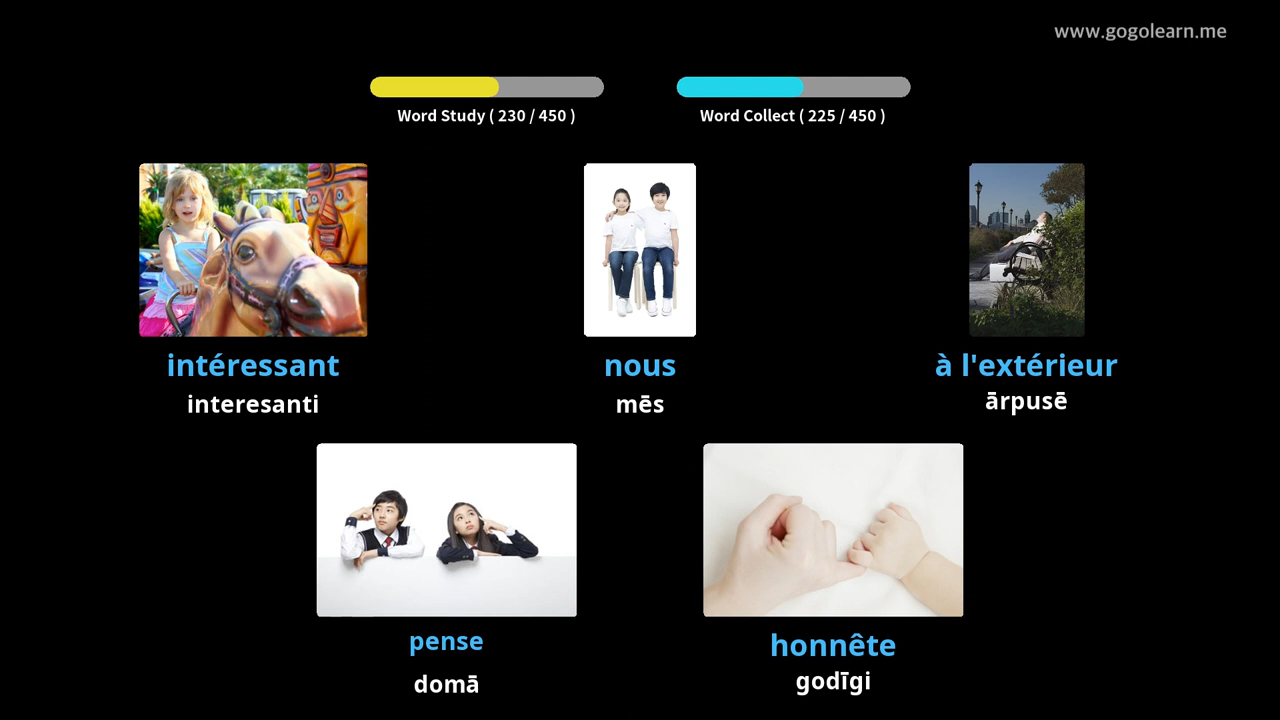 www.gogolearn.me
Word Study ( 230 / 450 )
Word Collect ( 225 / 450 )
intéressant
interesanti
nous
mēs
à l'extérieur
ārpusē
pense
domā
honnête
godīgi